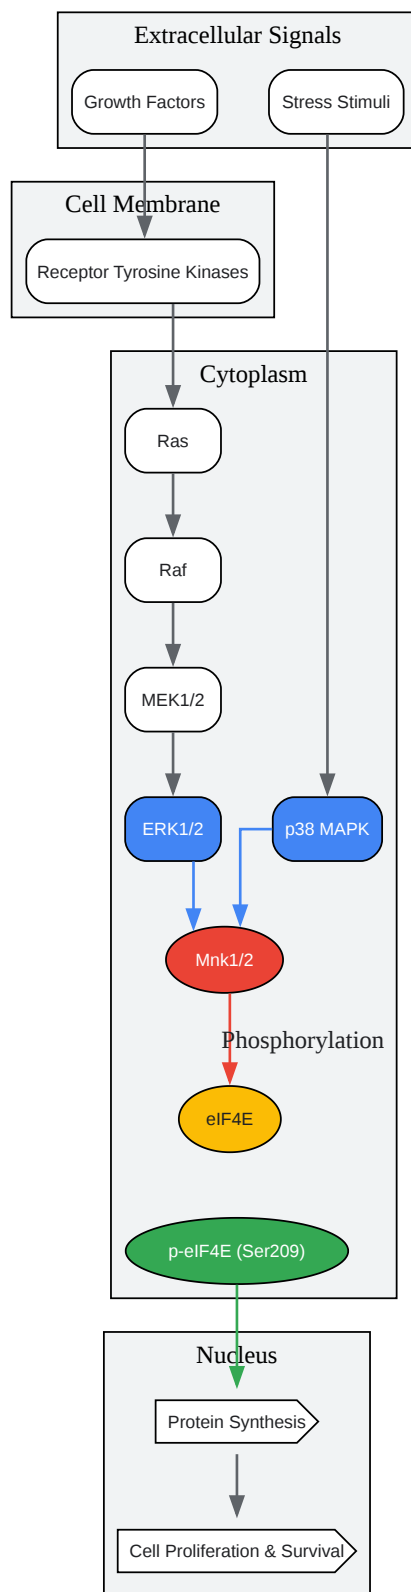 Extracellular Signals
Growth Factors
Stress Stimuli
Cell Membrane
Receptor Tyrosine Kinases
Cytoplasm
Ras
Raf
MEK1/2
ERK1/2
p38 MAPK
Mnk1/2
Phosphorylation
eIF4E
p-eIF4E (Ser209)
Nucleus
Protein Synthesis
Cell Proliferation & Survival